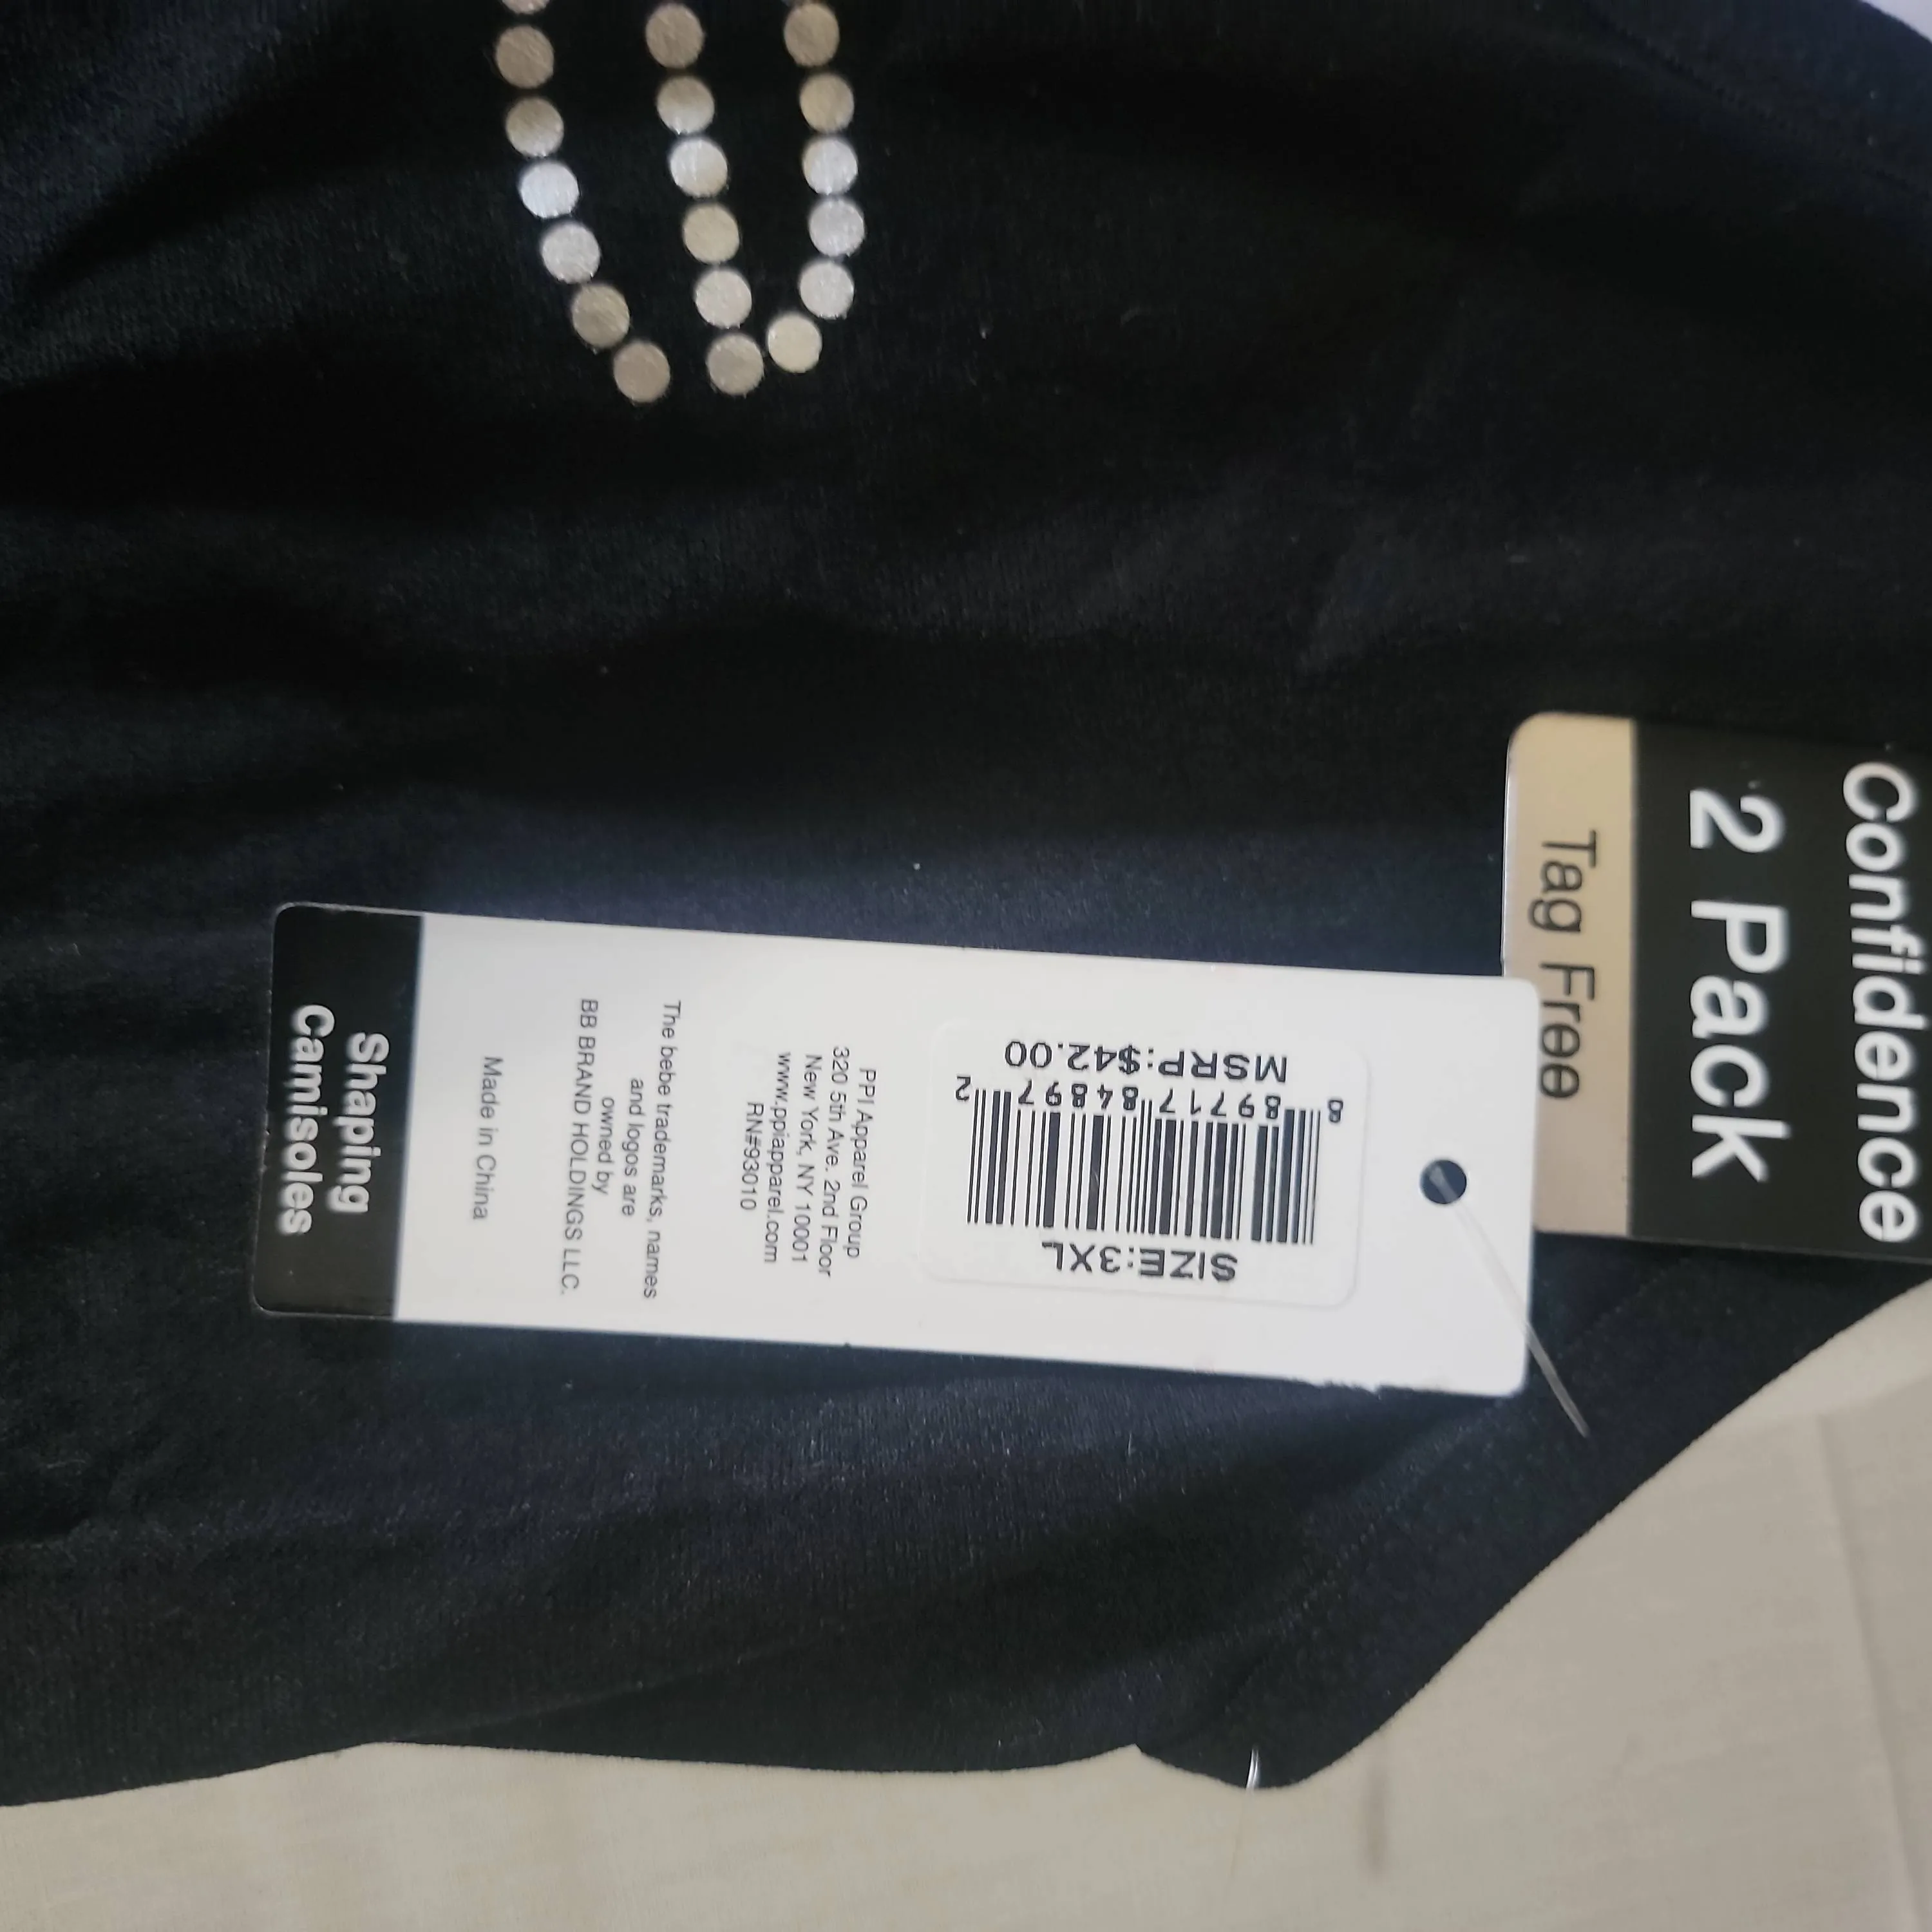 Confidence
2 Pack
Tag Free
MSRP:$42.00
8 89717 84897 2
SIZE:3XL
PPI Apparel Group
320 5th Ave. 2nd Floor
New York, NY 10001
www.ppiapparel.com
RN#93010
The bebe trademarks, names
and logos are
owned by
BB BRAND HOLDINGS LLC.
Made in China
Shaping
Camisoles